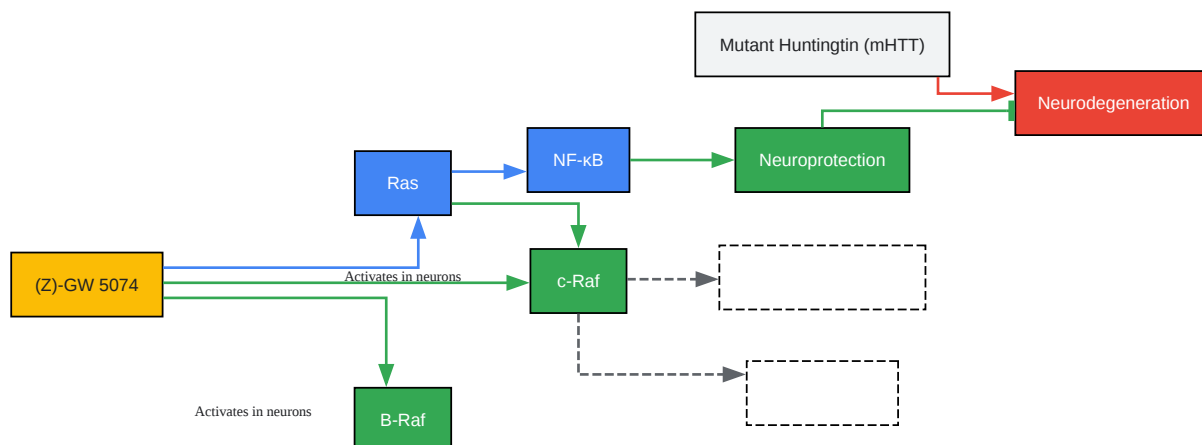 Mutant Huntingtin (mHTT)
Neurodegeneration
NF-κB
Neuroprotection
Ras
(Z)-GW 5074
Activates in neurons
c-Raf
Activates in neurons
B-Raf